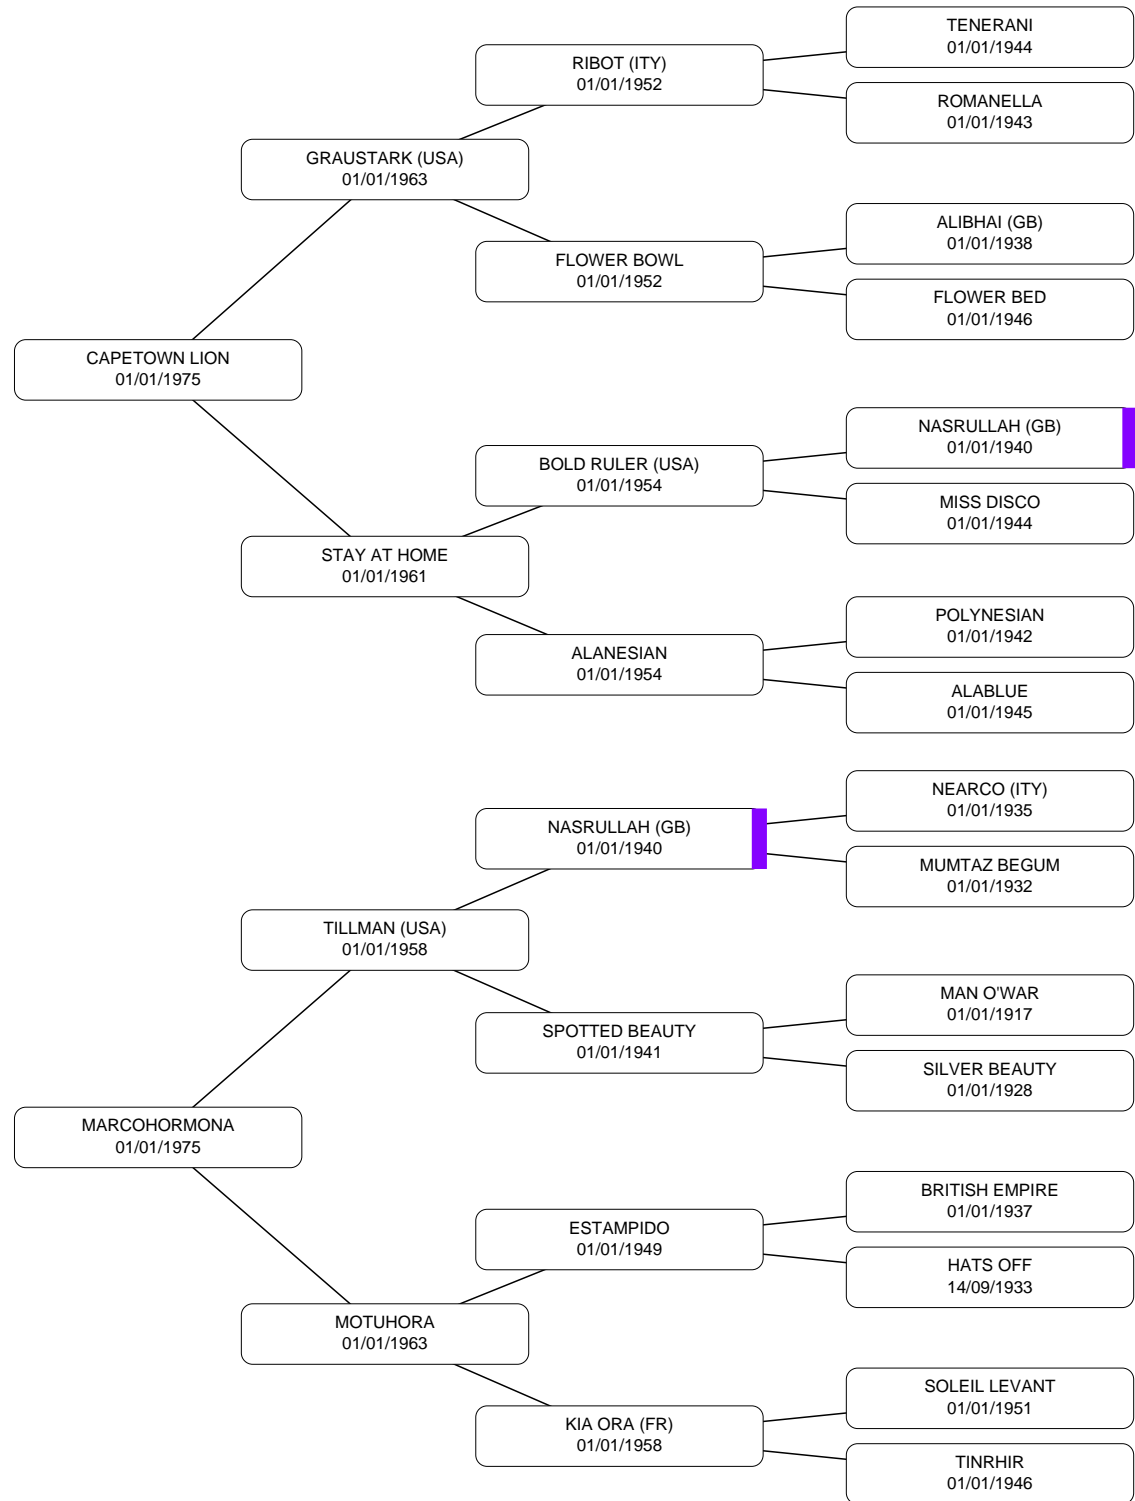 TENERANI
01/01/1944
RIBOT (ITY)
01/01/1952
ROMANELLA
01/01/1943
GRAUSTARK (USA)
01/01/1963
ALIBHAI (GB)
01/01/1938
FLOWER BOWL
01/01/1952
FLOWER BED
01/01/1946
CAPETOWN LION
01/01/1975
NASRULLAH (GB)
01/01/1940
BOLD RULER (USA)
01/01/1954
MISS DISCO
01/01/1944
STAY AT HOME
01/01/1961
POLYNESIAN
01/01/1942
ALANESIAN
01/01/1954
ALABLUE
01/01/1945
NEARCO (ITY)
01/01/1935
NASRULLAH (GB)
01/01/1940
MUMTAZ BEGUM
01/01/1932
TILLMAN (USA)
01/01/1958
MAN O'WAR
01/01/1917
SPOTTED BEAUTY
01/01/1941
SILVER BEAUTY
01/01/1928
MARCOHORMONA
01/01/1975
BRITISH EMPIRE
01/01/1937
ESTAMPIDO
01/01/1949
HATS OFF
14/09/1933
MOTUHORA
01/01/1963
SOLEIL LEVANT
01/01/1951
KIA ORA (FR)
01/01/1958
TINRHIR
01/01/1946